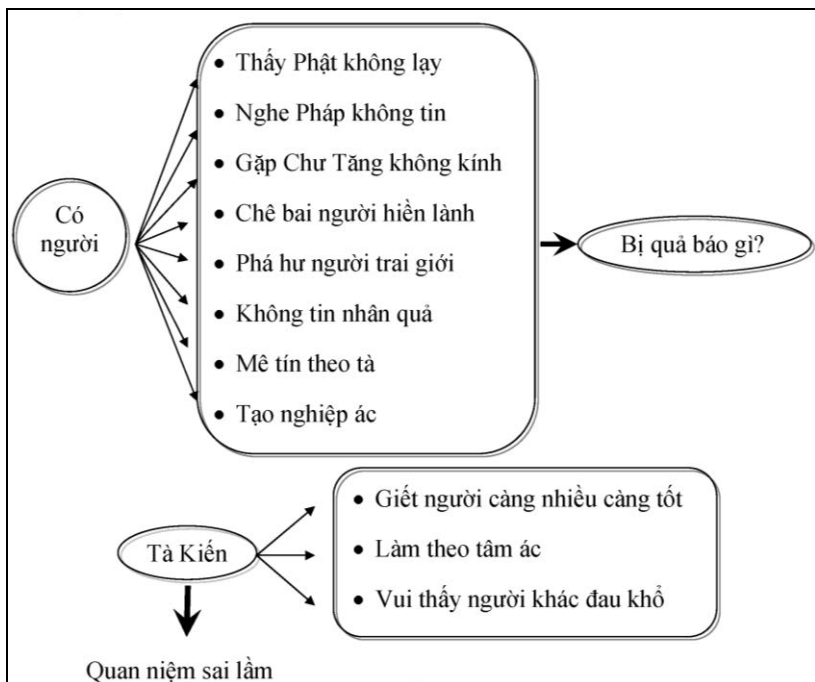 Có
người
• Thấy Phật không lạy
• Nghe Pháp không tin
• Gặp Chư Tăng không kính
• Chê bai người hiền lành
• Phá hư người trai giới
• Không tin nhân quả
• Mê tín theo tà
• Tạo nghiệp ác
Bị quả báo gì?
Tà Kiến
• Giết người càng nhiều càng tốt
• Làm theo tâm ác
• Vui thấy người khác đau khổ
Quan niệm sai lầm